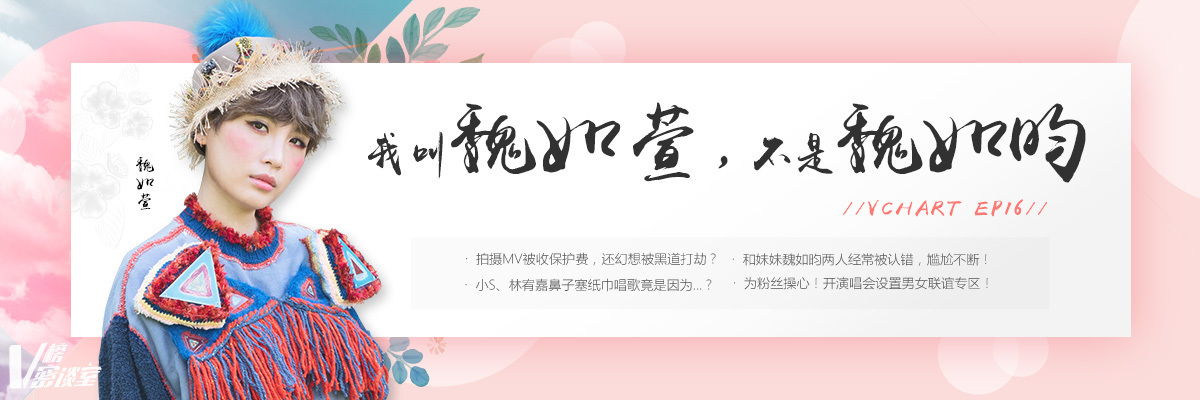 我叫魏如萱，不是魏如昀
魏如萱
//VCHART EP16//
· 拍摄MV被收保护费，还幻想被黑道打劫？
· 和妹妹魏如昀两人经常被认错，尴尬不断！
· 小S、林宥嘉鼻子塞纸巾唱歌竟是因为...？
· 为粉丝操心！开演唱会设置男女联谊专区！
V榜
密谈室